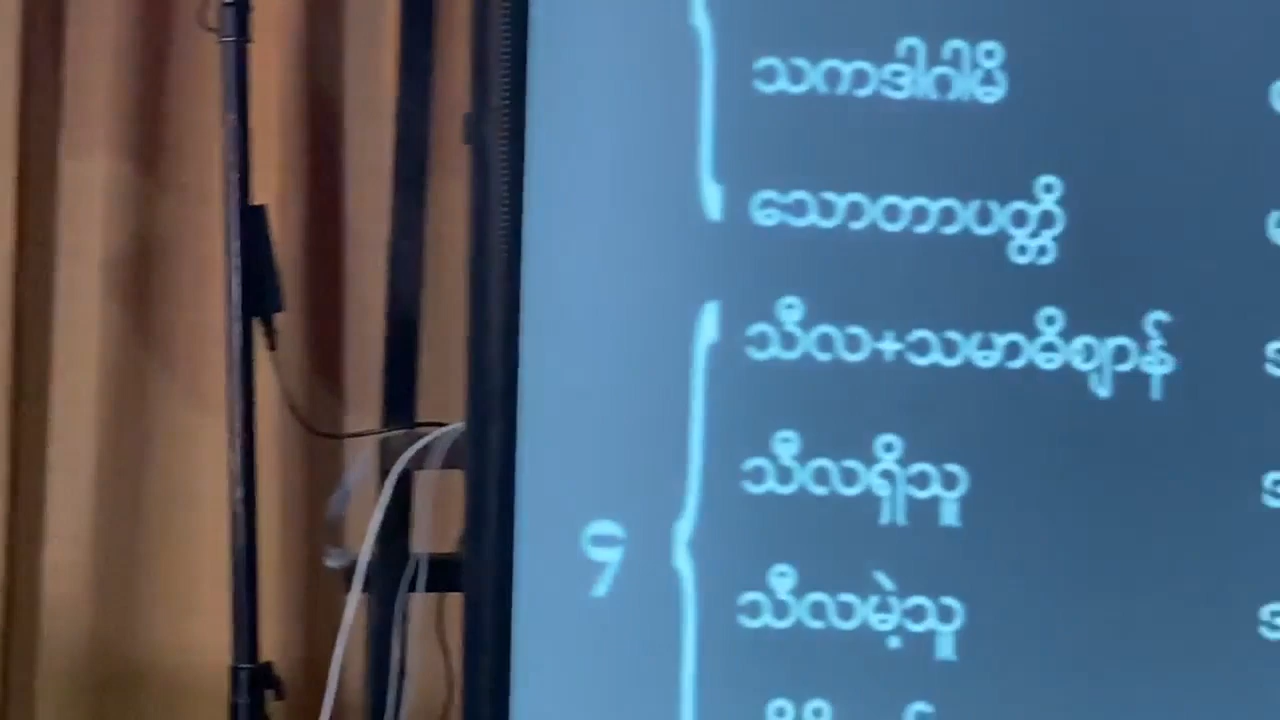 သကဒါဂါမိ
သောတာပတ္တိ
သီလ+သမာဓိဈာန်
သီလရှိသူ
၄
သီလမဲ့သူ